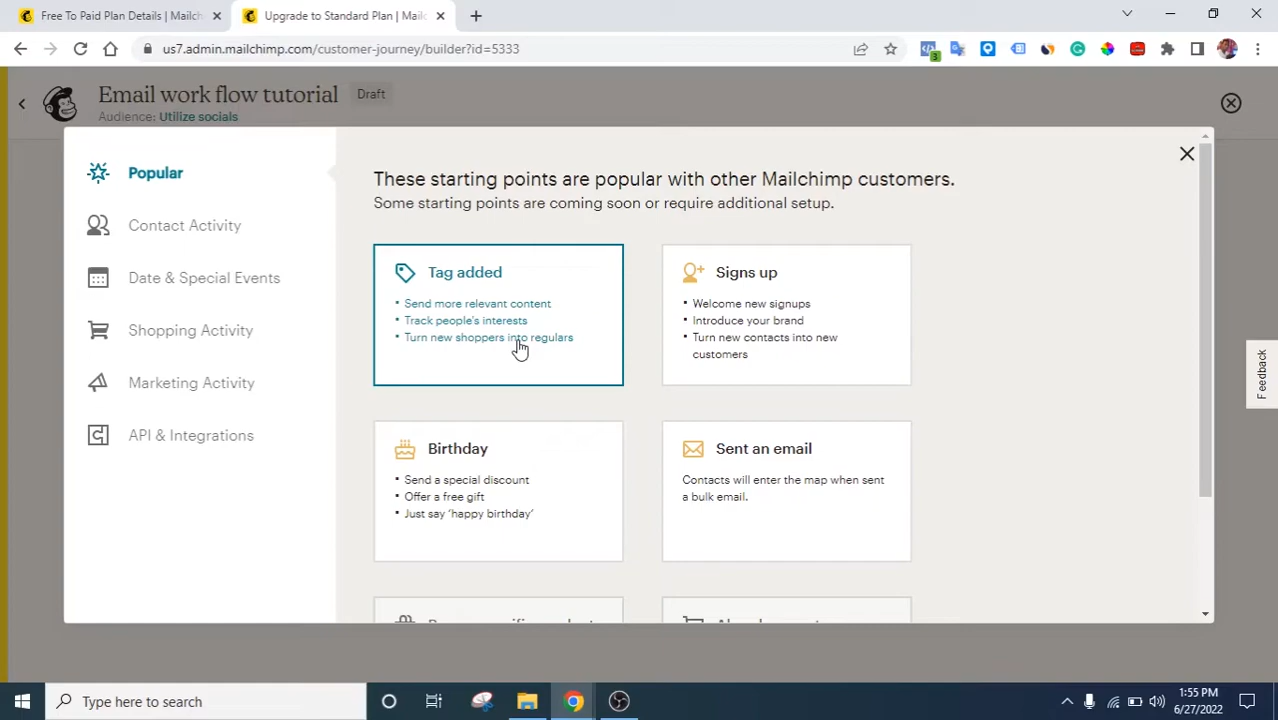 Free To Paid Plan Details | Mailch
Upgrade to Standard Plan | Mailc
us7.admin.mailchimp.com/customer-journey/builder?id=5333
3
Email work flow tutorial
Draft
Audience: Utilize socials
Popular
Contact Activity
Date & Special Events
Shopping Activity
Marketing Activity
API & Integrations
These starting points are popular with other Mailchimp customers.
Some starting points are coming soon or require additional setup.
Tag added
• Send more relevant content
• Track people's interests
• Turn new shoppers into regulars
Signs up
• Welcome new signups
• Introduce your brand
• Turn new contacts into new
customers
Birthday
• Send a special discount
• Offer a free gift
• Just say 'happy birthday'
Sent an email
Contacts will enter the map when sent
a bulk email.
Feedback
Type here to search
1:55 PM
6/27/2022